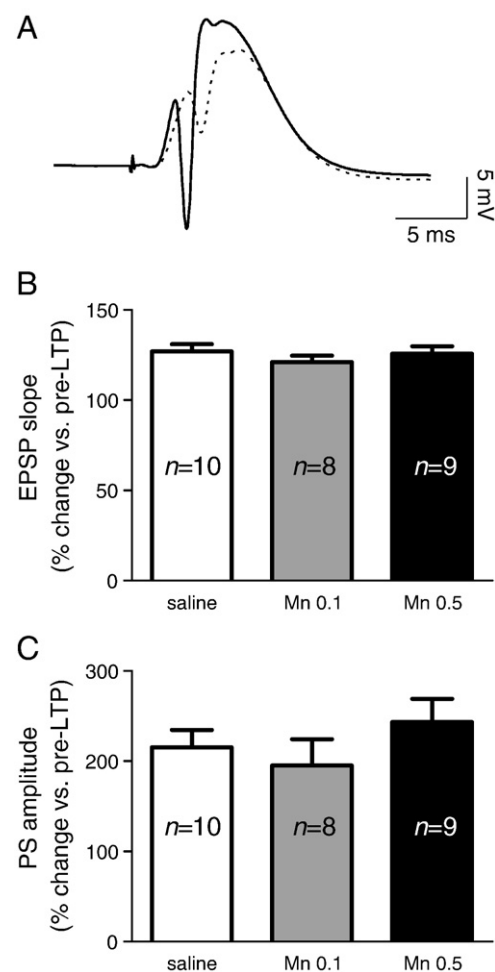 A
5 mV
5 ms
B
EPSP slope
(% change vs. pre-LTP)
150
100
50
0
n=10
n=8
n=9
saline
Mn 0.1
Mn 0.5
C
PS amplitude
(% change vs. pre-LTP)
300
200
100
0
n=10
n=8
n=9
saline
Mn 0.1
Mn 0.5